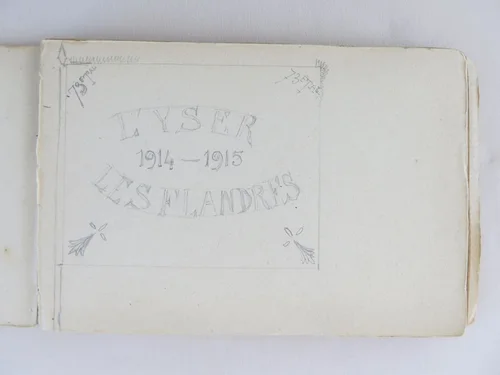 L'YSER
1914 — 1915
LES FLANDRES